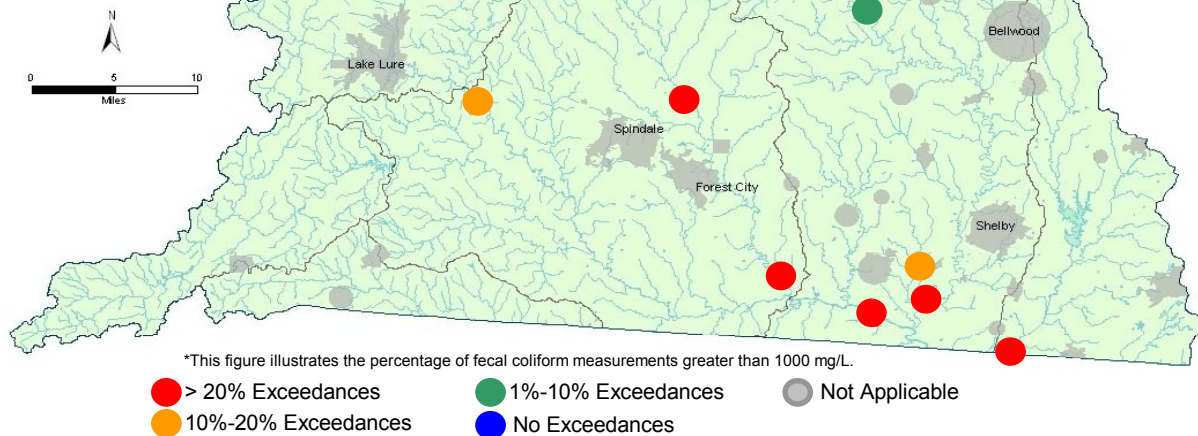 N
0 5 10
Miles
Lake Lure
Bellwood
Spindale
Forest City
Shelby
*This figure illustrates the percentage of fecal coliform measurements greater than 1000 mg/L.
> 20% Exceedances
1%-10% Exceedances
Not Applicable
10%-20% Exceedances
No Exceedances